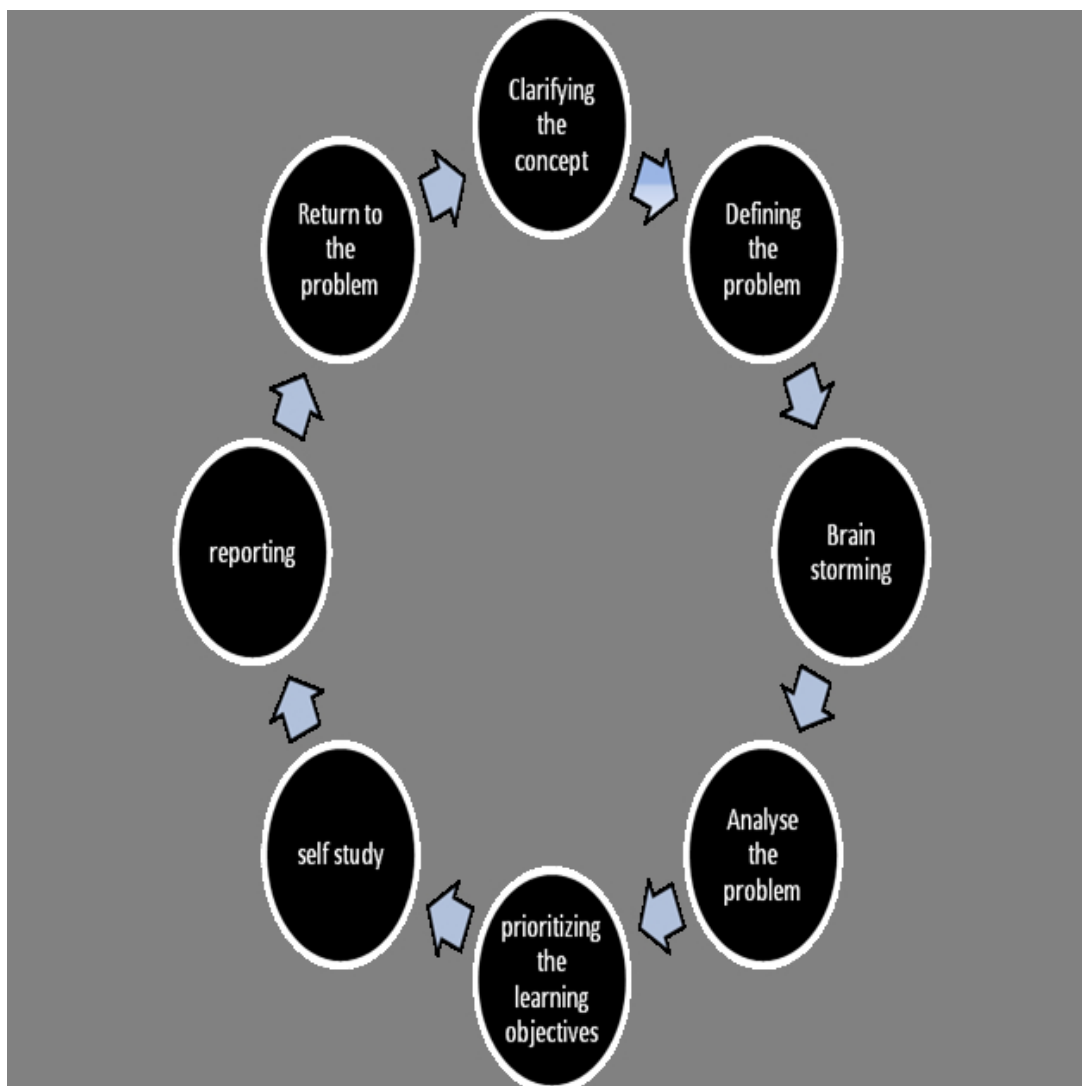 Clarifying
the
concept
Defining
the
problem
Brain
storming
Analyse
the
problem
prioritizing
the
learning
objectives
self study
reporting
Return to
the
problem